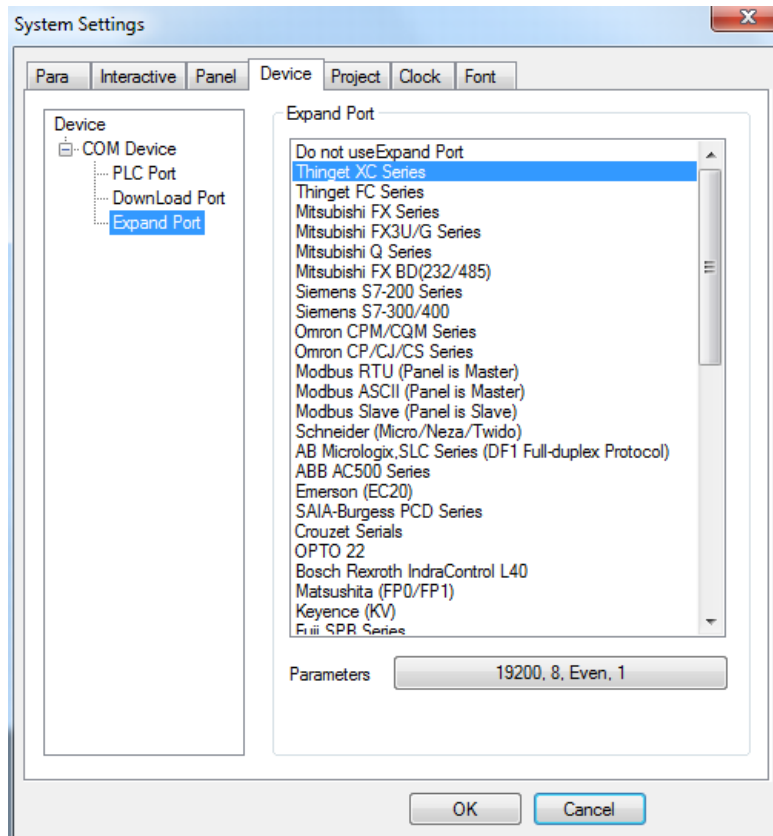 System Settings
Para Interactive Panel Device Project Clock Font
Device
COM Device
PLC Port
DownLoad Port
Expand Port
Expand Port
Do not useExpand Port
Thinget XC Series
Thinget FC Series
Mitsubishi FX Series
Mitsubishi FX3U/G Series
Mitsubishi Q Series
Mitsubishi FX BD(232/485)
Siemens S7-200 Series
Siemens S7-300/400
Omron CPM/CQM Series
Omron CP/CJ/CS Series
Modbus RTU (Panel is Master)
Modbus ASCII (Panel is Master)
Modbus Slave (Panel is Slave)
Schneider (Micro/Neza/Twido)
AB Micrologix,SLC Series (DF1 Full-duplex Protocol)
ABB AC500 Series
Emerson (EC20)
SAIA-Burgess PCD Series
Crouzet Serials
OPTO 22
Bosch Rexroth IndraControl L40
Matsushita (FP0/FP1)
Keyence (KV)
Fuji SPB Series
Parameters 19200, 8, Even, 1
OK Cancel